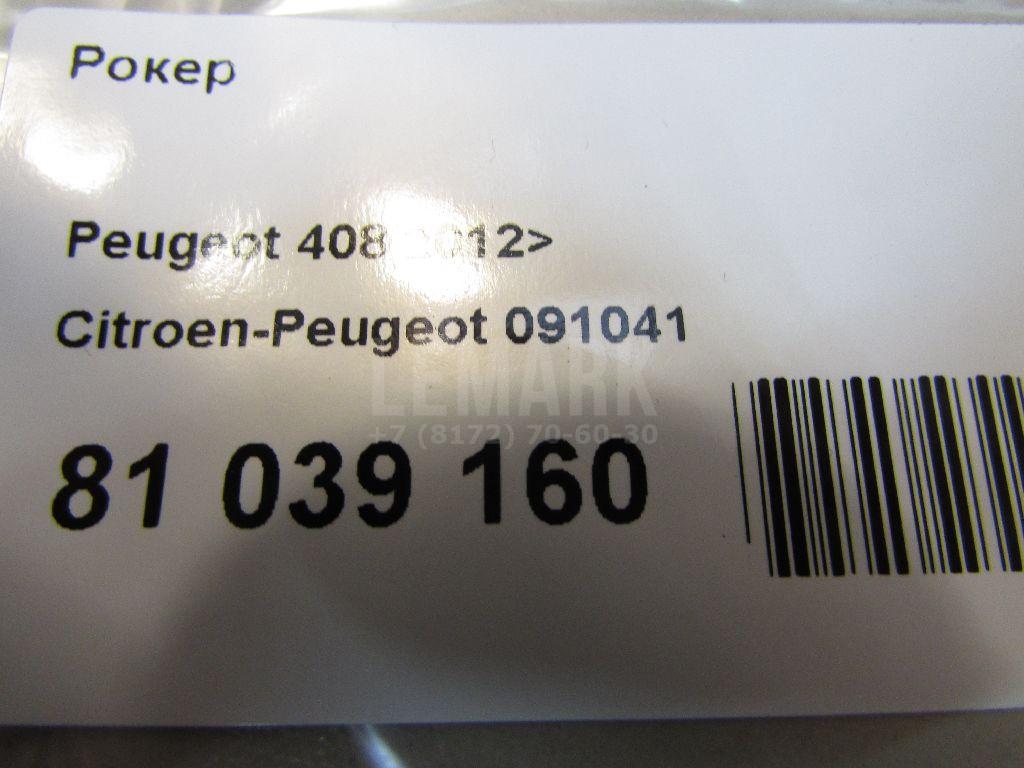 Рокер
Peugeot 408 2012>
Citroen-Peugeot 091041
LEMARK
+7 (8172) 70-60-30
81 039 160